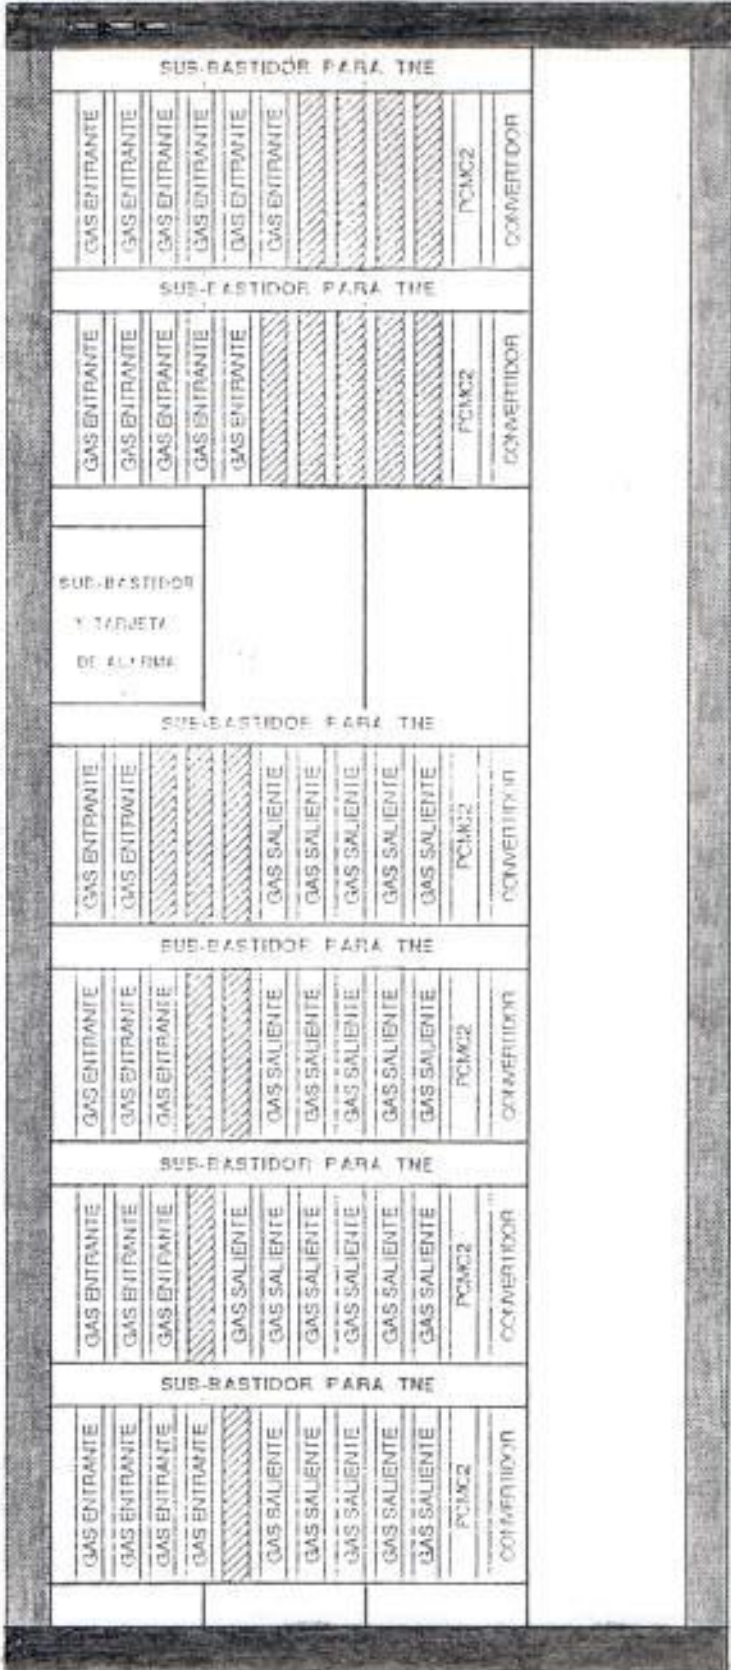 SUB-BASTIDOR PARA TNE
GAS ENTRANTE
GAS ENTRANTE
GAS ENTRANTE
GAS ENTRANTE
GAS ENTRANTE
GAS ENTRANTE
PCMC2
CONVERTIDOR
SUB-BASTIDOR PARA TNE
GAS ENTRANTE
GAS ENTRANTE
GAS ENTRANTE
GAS ENTRANTE
GAS ENTRANTE
PCMC2
CONVERTIDOR
SUB-BASTIDOR
Y TARJETA
DE ALARMA
SUB-BASTIDOR PARA TNE
GAS ENTRANTE
GAS ENTRANTE
GAS SALIENTE
GAS SALIENTE
GAS SALIENTE
GAS SALIENTE
GAS SALIENTE
PCMC2
CONVERTIDOR
SUB-BASTIDOR PARA TNE
GAS ENTRANTE
GAS ENTRANTE
GAS ENTRANTE
GAS SALIENTE
GAS SALIENTE
GAS SALIENTE
GAS SALIENTE
GAS SALIENTE
PCMC2
CONVERTIDOR
SUB-BASTIDOR PARA TNE
GAS ENTRANTE
GAS ENTRANTE
GAS ENTRANTE
GAS SALIENTE
GAS SALIENTE
GAS SALIENTE
GAS SALIENTE
GAS SALIENTE
GAS SALIENTE
PCMC2
CONVERTIDOR
SUB-BASTIDOR PARA TNE
GAS ENTRANTE
GAS ENTRANTE
GAS ENTRANTE
GAS ENTRANTE
GAS SALIENTE
GAS SALIENTE
GAS SALIENTE
GAS SALIENTE
GAS SALIENTE
PCMC2
CONVERTIDOR